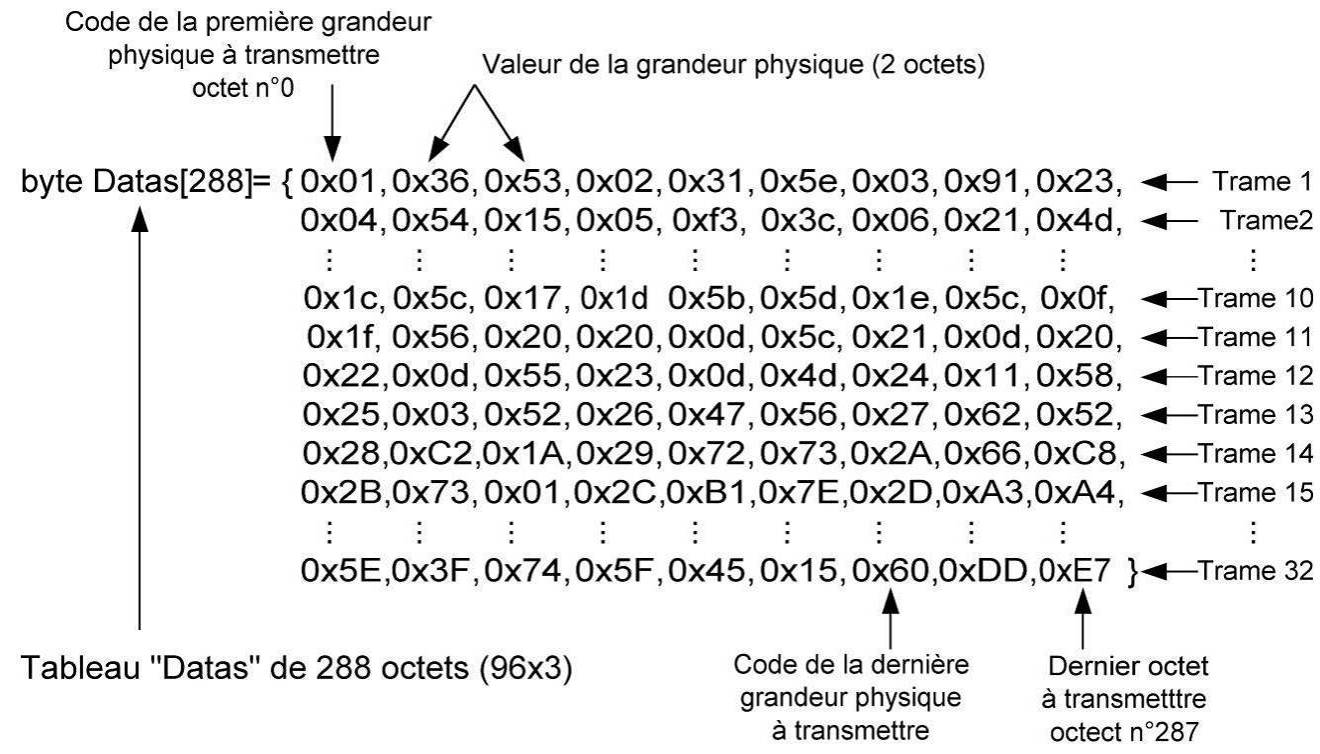 Code de la première grandeur
physique à transmettre
octet n°0
Valeur de la grandeur physique (2 octets)
byte Datas[288]= { 0x01, 0x36, 0x53, 0x02, 0x31, 0x5e, 0x03, 0x91, 0x23, Trame 1
0x04, 0x54, 0x15, 0x05, 0xf3, 0x3c, 0x06, 0x21, 0x4d, Trame2
⋮ ⋮ ⋮ ⋮ ⋮ ⋮ ⋮ ⋮ ⋮ ⋮
0x1c, 0x5c, 0x17, 0x1d 0x5b, 0x5d, 0x1e, 0x5c, 0x0f, Trame 10
0x1f, 0x56, 0x20, 0x20, 0x0d, 0x5c, 0x21, 0x0d, 0x20, Trame 11
0x22, 0x0d, 0x55, 0x23, 0x0d, 0x4d, 0x24, 0x11, 0x58, Trame 12
0x25, 0x03, 0x52, 0x26, 0x47, 0x56, 0x27, 0x62, 0x52, Trame 13
0x28,0xC2,0x1A,0x29,0x72,0x73,0x2A,0x66,0xC8, Trame 14
0x2B,0x73,0x01,0x2C,0xB1,0x7E,0x2D,0xA3,0xA4, Trame 15
⋮ ⋮ ⋮ ⋮ ⋮ ⋮ ⋮ ⋮ ⋮ ⋮
0x5E,0x3F,0x74,0x5F,0x45,0x15,0x60,0xDD,0xE7 } Trame 32
Tableau "Datas" de 288 octets (96x3)
Code de la dernière
grandeur physique
à transmettre
Dernier octet
à transmetttre
octect n°287